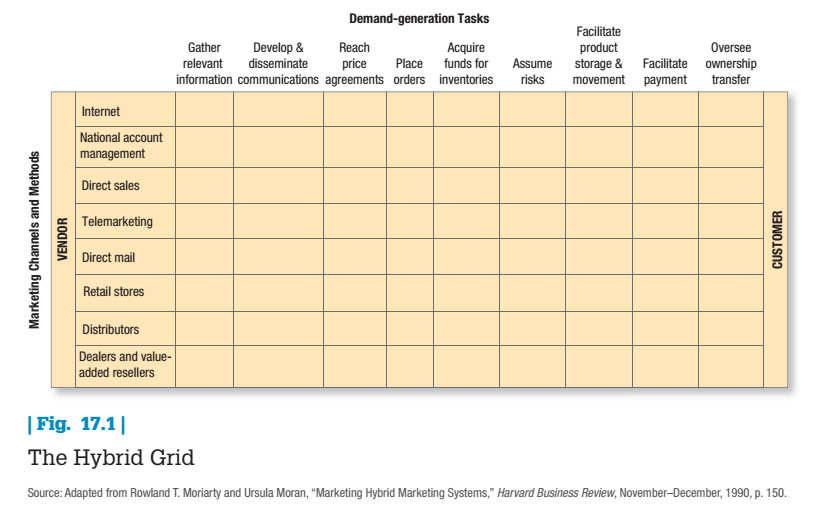 Demand-generation Tasks
Gather
relevant
information
Develop &
disseminate
communications
Reach
price
agreements
Place
orders
Acquire
funds for
inventories
Assume
risks
Facilitate
product
storage &
movement
Facilitate
payment
Oversee
ownership
transfer
Marketing Channels and Methods
VENDOR
Internet
National account
management
Direct sales
Telemarketing
Direct mail
Retail stores
Distributors
Dealers and value-
added resellers
CUSTOMER
| Fig. 17.1 |
The Hybrid Grid
Source: Adapted from Rowland T. Moriarty and Ursula Moran, “Marketing Hybrid Marketing Systems,” Harvard Business Review, November–December, 1990, p. 150.